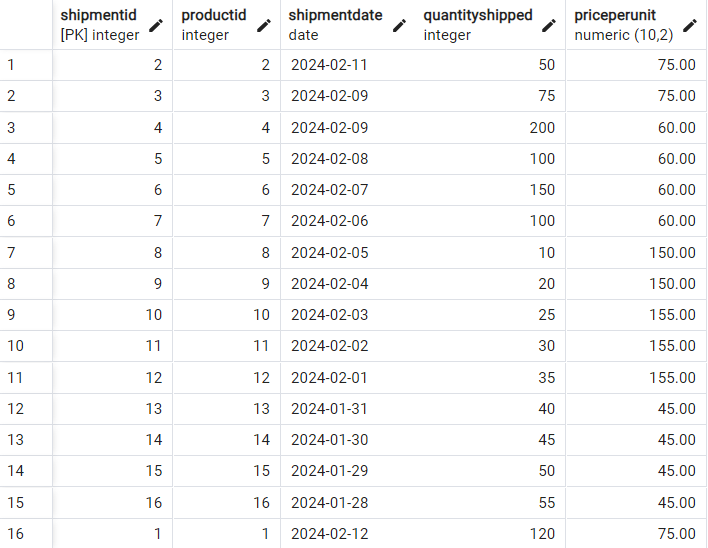 shipmentid productid shipmentdate quantityshipped priceperunit
[PK] integer integer date integer numeric (10,2)
1 2 2 2024-02-11 50 75.00
2 3 3 2024-02-09 75 75.00
3 4 4 2024-02-09 200 60.00
4 5 5 2024-02-08 100 60.00
5 6 6 2024-02-07 150 60.00
6 7 7 2024-02-06 100 60.00
7 8 8 2024-02-05 10 150.00
8 9 9 2024-02-04 20 150.00
9 10 10 2024-02-03 25 155.00
10 11 11 2024-02-02 30 155.00
11 12 12 2024-02-01 35 155.00
12 13 13 2024-01-31 40 45.00
13 14 14 2024-01-30 45 45.00
14 15 15 2024-01-29 50 45.00
15 16 16 2024-01-28 55 45.00
16 1 1 2024-02-12 120 75.00